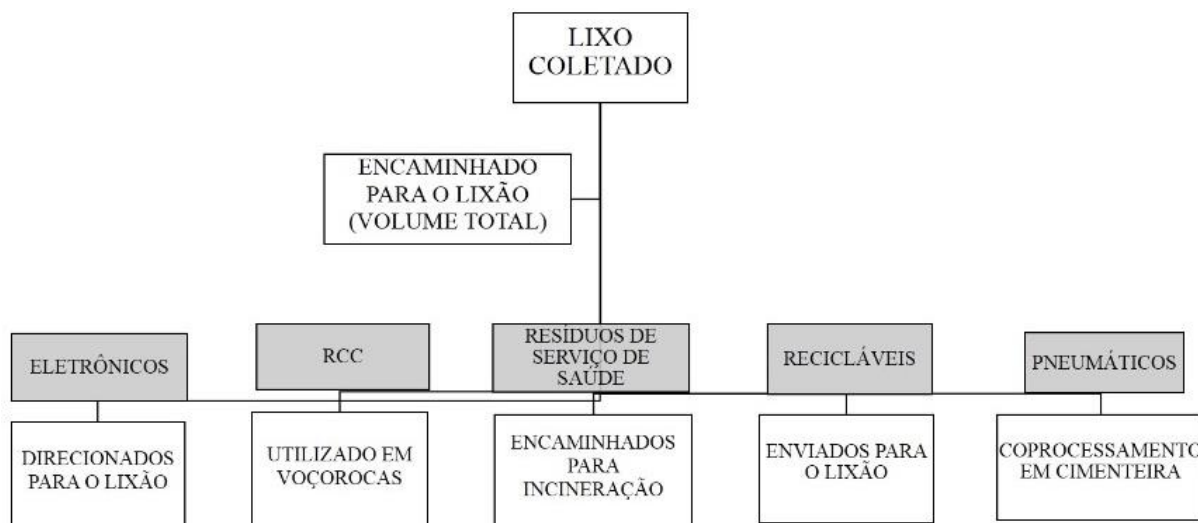 LIXO
COLETADO
ENCAMINHADO
PARA O LIXÃO
(VOLUME TOTAL)
ELETRÔNICOS
RCC
RESÍDUOS DE
SERVIÇO DE
SAÚDE
RECICLÁVEIS
PNEUMÁTICOS
DIRECIONADOS
PARA O LIXÃO
UTILIZADO EM
VOÇOROCAS
ENCAMINHADOS
PARA
INCINERAÇÃO
ENVIADOS PARA
O LIXÃO
COPROCESSAMENTO
EM CIMENTEIRA